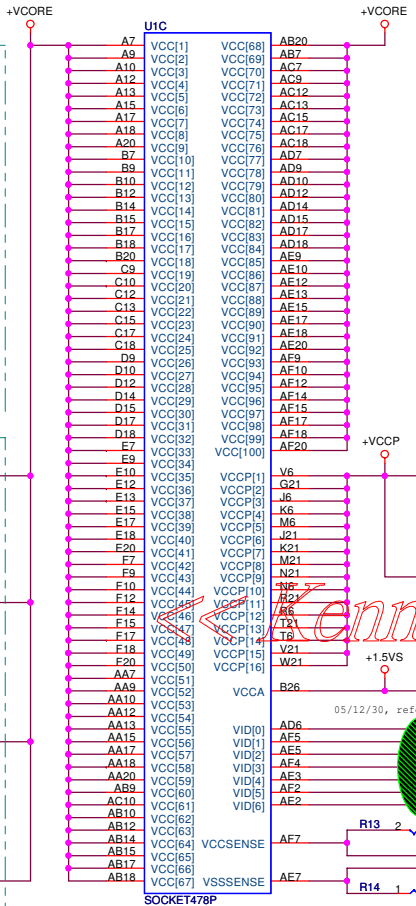 +VCORE +VCORE
U1C
A7 VCC[1] VCC[68] AB20
A9 VCC[2] VCC[69] AB7
A10 VCC[3] VCC[70] AC7
A12 VCC[4] VCC[71] AC9
A13 VCC[5] VCC[72] AC12
A15 VCC[6] VCC[73] AC13
A17 VCC[7] VCC[74] AC15
A18 VCC[8] VCC[75] AC17
A20 VCC[9] VCC[76] AC18
B7 VCC[10] VCC[77] AD7
B9 VCC[11] VCC[78] AD9
B10 VCC[12] VCC[79] AD10
B12 VCC[13] VCC[80] AD12
B14 VCC[14] VCC[81] AD14
B15 VCC[15] VCC[82] AD15
B17 VCC[16] VCC[83] AD17
B18 VCC[17] VCC[84] AD18
B20 VCC[18] VCC[85] AE9
C9 VCC[19] VCC[86] AE10
C10 VCC[20] VCC[87] AE12
C12 VCC[21] VCC[88] AE13
C13 VCC[22] VCC[89] AE15
C15 VCC[23] VCC[90] AE17
C17 VCC[24] VCC[91] AE18
C18 VCC[25] VCC[92] AE20
D9 VCC[26] VCC[93] AF9
D10 VCC[27] VCC[94] AF10
D12 VCC[28] VCC[95] AF12
D14 VCC[29] VCC[96] AF14
D15 VCC[30] VCC[97] AF15
D17 VCC[31] VCC[98] AF17
D18 VCC[32] VCC[99] AF18
E7 VCC[33] VCC[100] AF20
+VCCP
E9 VCC[34]
E10 VCC[35] VCCP[1] V6
E12 VCC[36] VCCP[2] G21
E13 VCC[37] VCCP[3] J6
E15 VCC[38] VCCP[4] K6
E17 VCC[39] VCCP[5] M6
E18 VCC[40] VCCP[6] J21
E20 VCC[41] VCCP[7] K21
F7 VCC[42] VCCP[8] M21
F9 VCC[43] VCCP[9] N21
F10 VCC[44] VCCP[10] N6
F12 VCC[45] VCCP[11] R21
F14 VCC[46] VCCP[12] R6
F15 VCC[47] VCCP[13] T21
F17 VCC[48] VCCP[14] T6
<< Kenn
F18 VCC[49] VCCP[15] V21
F20 VCC[50] VCCP[16] W21
+1.5VS
AA7 VCC[51]
AA9 VCC[52] VCCA B26
AA10 VCC[53]
AA12 VCC[54]
05/12/30, refe
AA13 VCC[55] VID[0] AD6
AA15 VCC[56] VID[1] AF5
AA17 VCC[57] VID[2] AE5
AA18 VCC[58] VID[3] AF4
AA20 VCC[59] VID[4] AE3
AB9 VCC[60] VID[5] AF2
AC10 VCC[61] VID[6] AE2
AB10 VCC[62]
AB12 VCC[63]
R13 2
AB14 VCC[64] VCCSENSE AF7
AB15 VCC[65]
AB17 VCC[66]
AB18 VCC[67] VSSSENSE AE7
R14 1
SOCKET478P